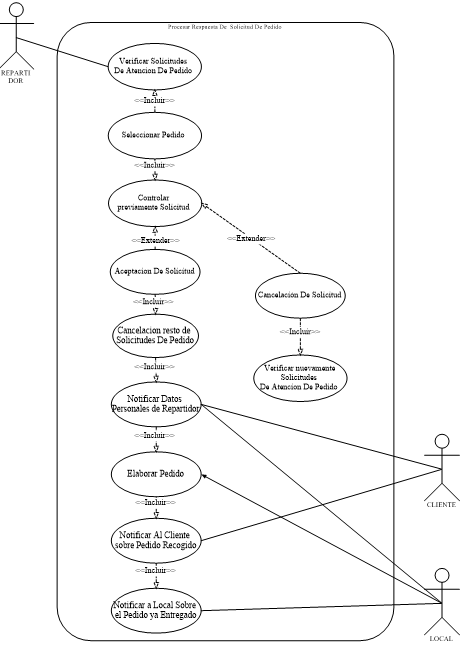 Procesar Respuesta De Solicitud De Pedido
REPARTI
DOR
Verificar Solicitudes
De Atencion De Pedido
<<Incluir>>
Seleccionar Pedido
<<Incluir>>
Controlar
previamente Solicitud
<<Extender>>
<<Extender>>
Aceptacion De Solicitud
<<Incluir>>
Cancelacion De Solicitud
<<Incluir>>
Cancelacion resto de
Solicitudes De Pedido
<<Incluir>>
Verificar nuevamente
Solicitudes
De Atencion De Pedido
Notificar Datos
Personales de Repartidor
<<Incluir>>
Elaborar Pedido
<<Incluir>>
CLIENTE
Notificar Al Cliente
sobre Pedido Recogido
<<Incluir>>
Notificar a Local Sobre
el Pedido ya Entregado
LOCAL